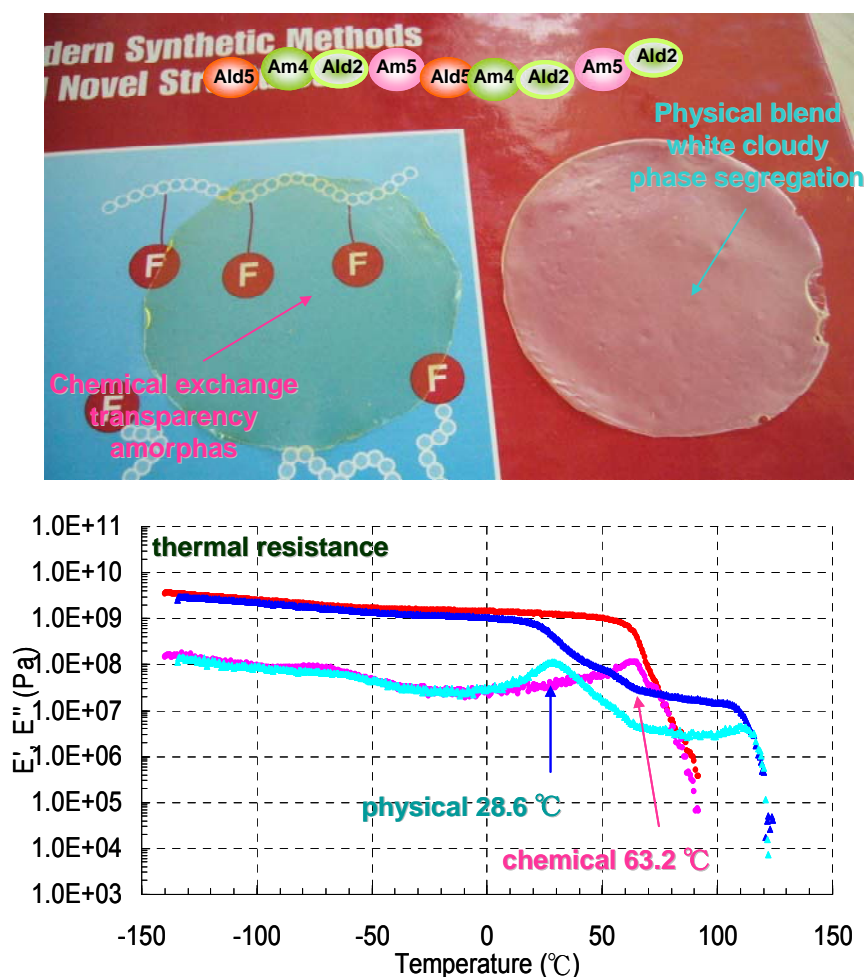 dern Synthetic Methods
Novel Str
Ald5 Am4 Ald2 Am5 Ald5 Am4 Ald2 Am5 Ald2
Physical blend
white cloudy
phase segregation
F F F
Chemical exchange
transparency
amorphas
F
F
1.0E+11
1.0E+10
1.0E+09
1.0E+08
1.0E+07
1.0E+06
1.0E+05
1.0E+04
1.0E+03
E', E'' (Pa)
thermal resistance
physical 28.6 ℃
chemical 63.2 ℃
-150 -100 -50 0 50 100 150
Temperature (℃)